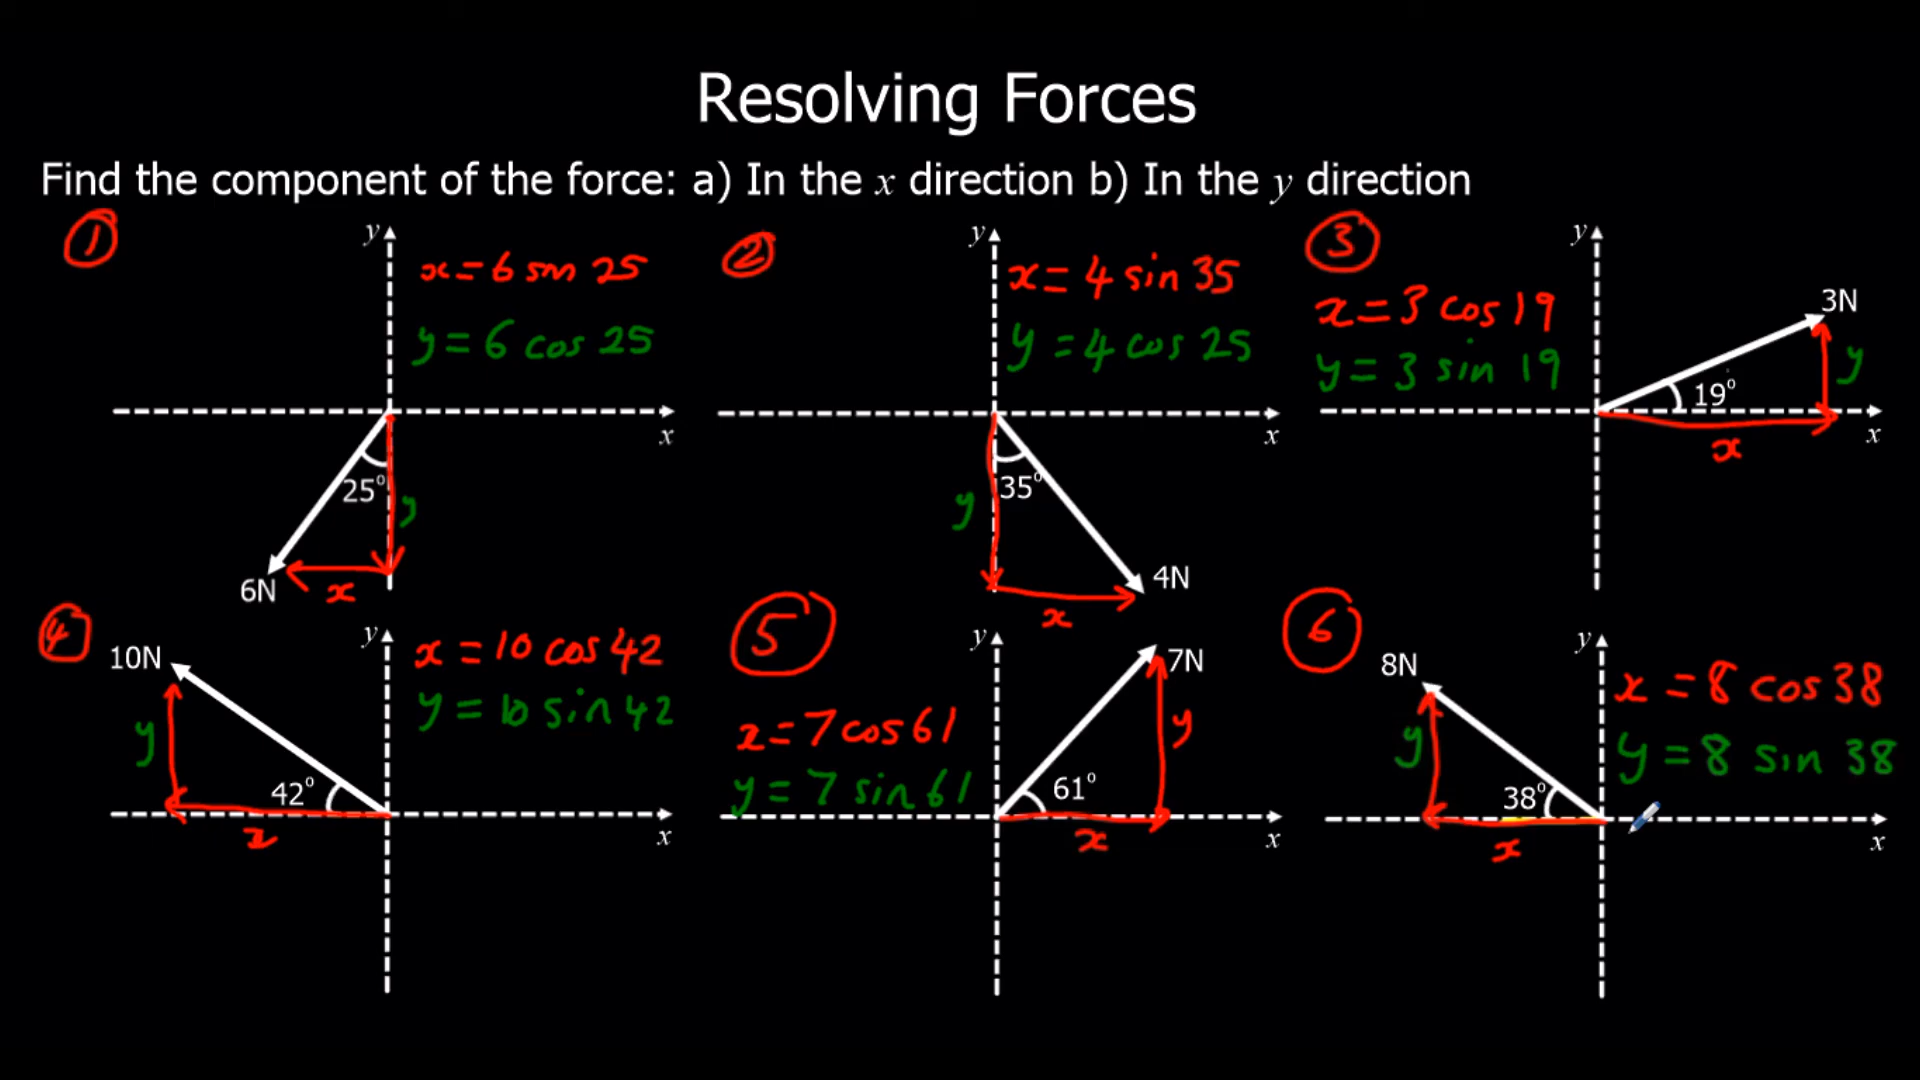 Resolving Forces
Find the component of the force: a) In the x direction b) In the y direction
1
y
x = 6 sin 25
y = 6 cos 25
x
25°
y
6N
x
2
y
x = 4 sin 35
y = 4 cos 25
x
35°
y
4N
x
3
y
x = 3 cos 19
y = 3 sin 19
3N
19°
y
x
x
4
10N
y
x = 10 cos 42
y = 10 sin 42
y
42°
x
x
5
y
7N
x = 7 cos 61
y = 7 sin 61
y
61°
x
x
6
8N
y
x = 8 cos 38
y = 8 sin 38
y
38°
x
x